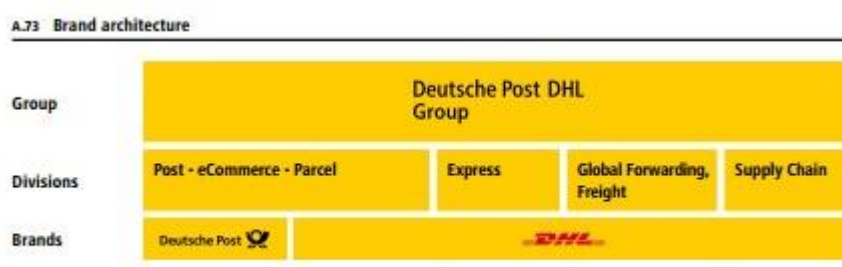 A.73 Brand architecture
Group
Deutsche Post DHL
Group
Divisions
Post - eCommerce - Parcel
Express
Global Forwarding,
Freight
Supply Chain
Brands
Deutsche Post
DHL